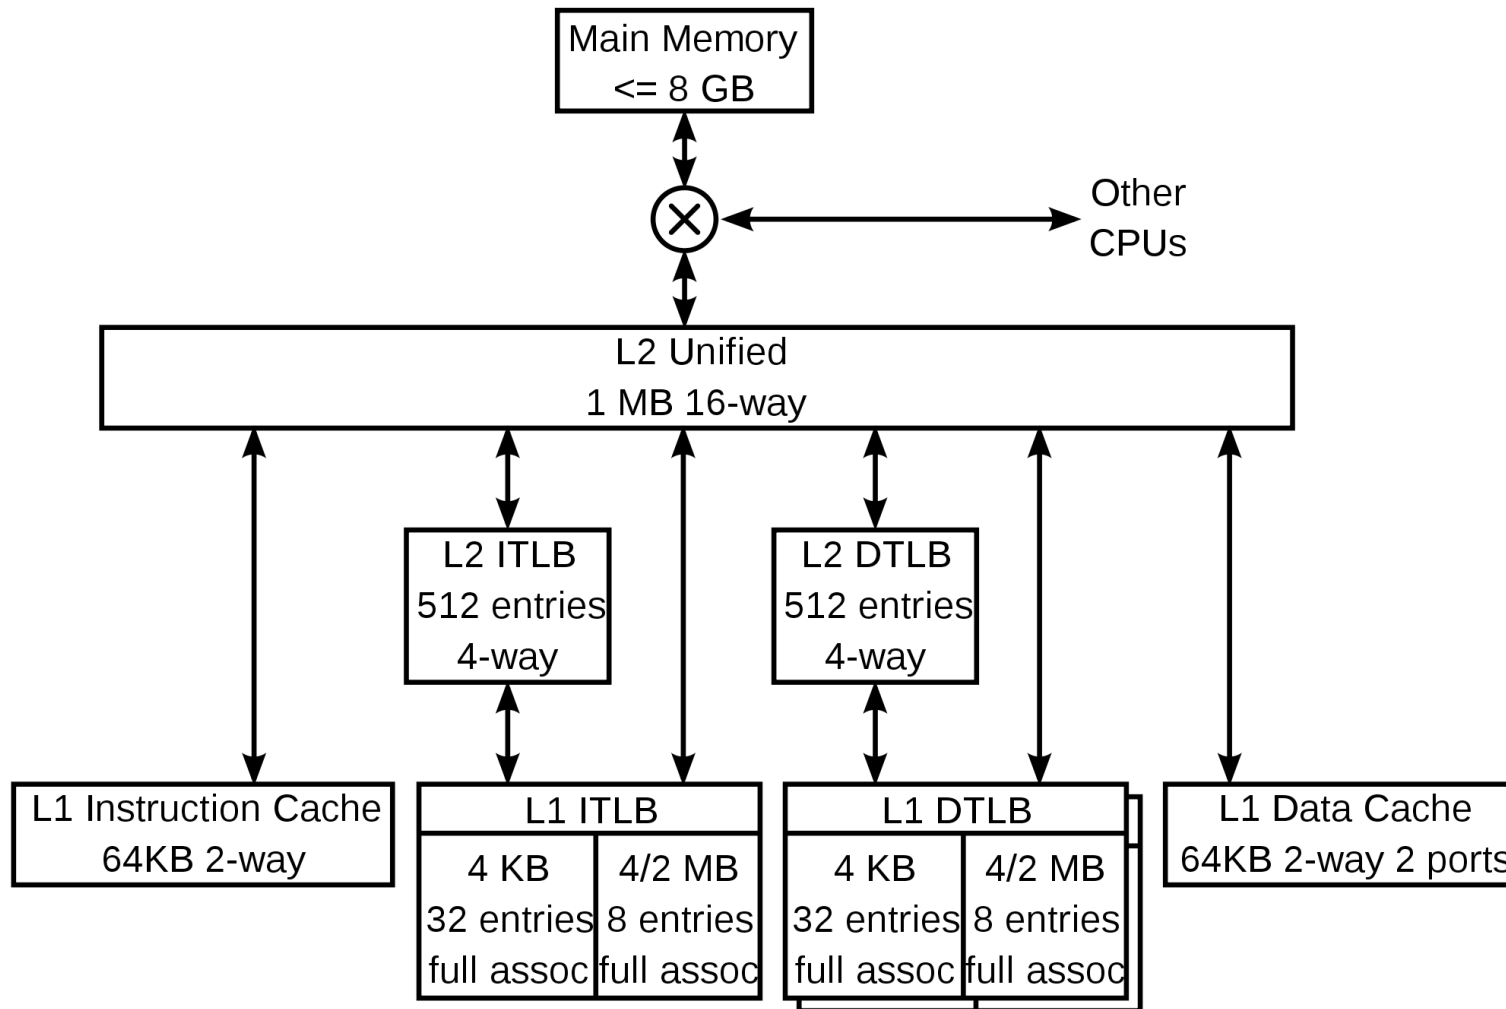 Main Memory
<= 8 GB
Other
CPUs
L2 Unified
1 MB 16-way
L2 ITLB
512 entries
4-way
L2 DTLB
512 entries
4-way
L1 Instruction Cache
64KB 2-way
L1 ITLB
4 KB
32 entries
full assoc
4/2 MB
8 entries
full assoc
L1 DTLB
4 KB
32 entries
full assoc
4/2 MB
8 entries
full assoc
L1 Data Cache
64KB 2-way 2 ports